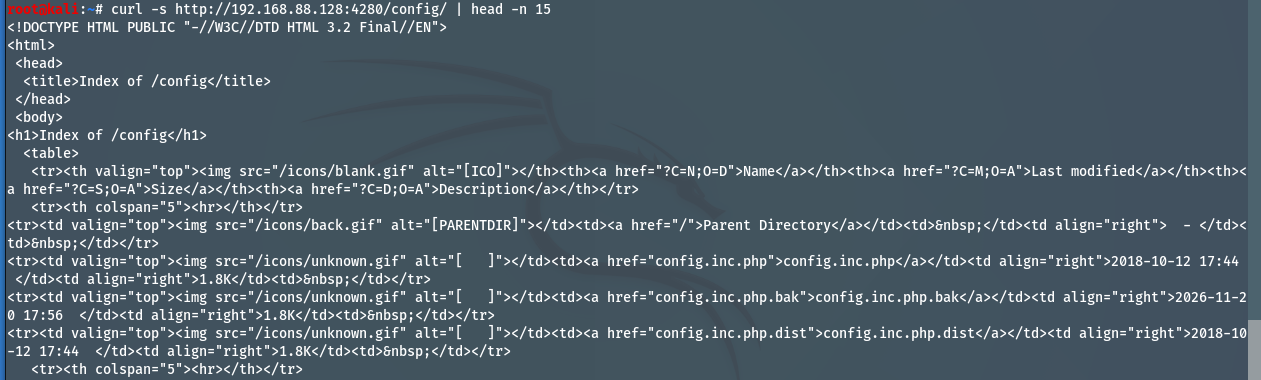 root@kali:~# curl -s http://192.168.88.128:4280/config/ | head -n 15
<!DOCTYPE HTML PUBLIC "-//W3C//DTD HTML 3.2 Final//EN">
<html>
 <head>
  <title>Index of /config</title>
 </head>
 <body>
<h1>Index of /config</h1>
  <table>
   <tr><th valign="top"><img src="/icons/blank.gif" alt="[ICO]"></th><th><a href="?C=N;O=D">Name</a></th><th><a href="?C=M;O=A">Last modified</a></th><th><
a href="?C=S;O=A">Size</a></th><th><a href="?C=D;O=A">Description</a></th></tr>
   <tr><th colspan="5"><hr></th></tr>
<tr><td valign="top"><img src="/icons/back.gif" alt="[PARENTDIR]"></td><td><a href="/">Parent Directory</a></td><td>&nbsp;</td><td align="right">  - </td><
td>&nbsp;</td></tr>
<tr><td valign="top"><img src="/icons/unknown.gif" alt="[   ]"></td><td><a href="config.inc.php">config.inc.php</a></td><td align="right">2018-10-12 17:44 
 </td><td align="right">1.8K</td><td>&nbsp;</td></tr>
<tr><td valign="top"><img src="/icons/unknown.gif" alt="[   ]"></td><td><a href="config.inc.php.bak">config.inc.php.bak</a></td><td align="right">2026-11-2
0 17:56  </td><td align="right">1.8K</td><td>&nbsp;</td></tr>
<tr><td valign="top"><img src="/icons/unknown.gif" alt="[   ]"></td><td><a href="config.inc.php.dist">config.inc.php.dist</a></td><td align="right">2018-10
-12 17:44  </td><td align="right">1.8K</td><td>&nbsp;</td></tr>
   <tr><th colspan="5"><hr></th></tr>